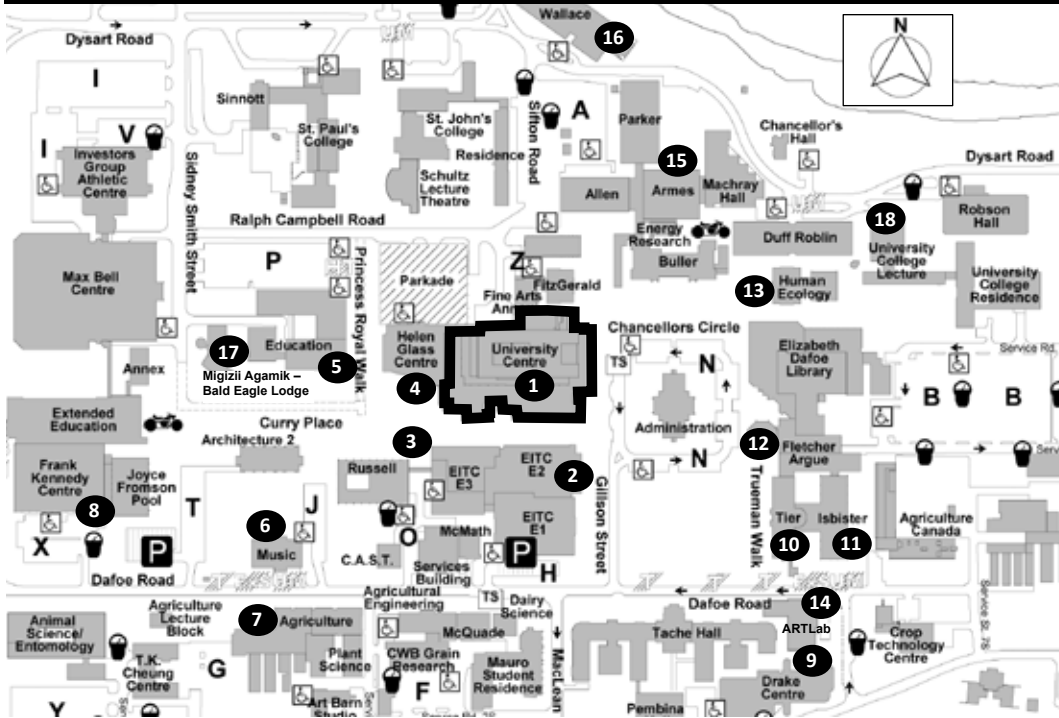 Wallace
16
N
Dysart Road
I
A
Sinnott
St. Paul's
College
St. John's
College
Residence
Sifton Road
Parker
Chancellor's
Hall
Dysart Road
V
I
Investors
Group
Athletic
Centre
Sidney Smith Street
Schultz
Lecture
Theatre
15
Allen
Armes
Machray
Hall
Ralph Campbell Road
18
Robson
Hall
Energy
Research
Duff Roblin
University
College
Lecture
Max Bell
Centre
P
Princess Royal Walk
Parkade
Z
Buller
FitzGerald
Fine Arts
13
Human
Ecology
University
College
Residence
Helen
Glass
Centre
University
Centre
Chancellors Circle
TS
N
Elizabeth
Dafoe
Library
Service Rd.
17
Education
5
4
1
Migizii Agamik –
Bald Eagle Lodge
Annex
B
B
Extended
Education
Curry Place
Architecture 2
3
Administration
N
12
Fletcher
Argue
Frank
Kennedy
Centre
Joyce
Fromson
Pool
Russell
EITC
E3
EITC
E2
2
Gillson Street
Trueman Walk
T
J
8
6
EITC
E1
Tier
Isbister
Agriculture
Canada
X
Music
O
McMath
C.A.S.T.
Services
Building
P
P
H
10
11
Dafoe Road
Agricultural
Engineering
TS
Dairy
Science
Dafoe Road
14
ARTLab
Service St. 7S
Animal
Science/
Entomology
Agriculture
Lecture
Block
7
Agriculture
McQuade
MacLean
Tache Hall
Crop
Technology
Centre
T.K.
Cheung
Centre
G
Plant
Science
CWB Grain
Research
Mauro
Student
Residence
9
Drake
Centre
F
Art Barn
Studio
Pembina
Y